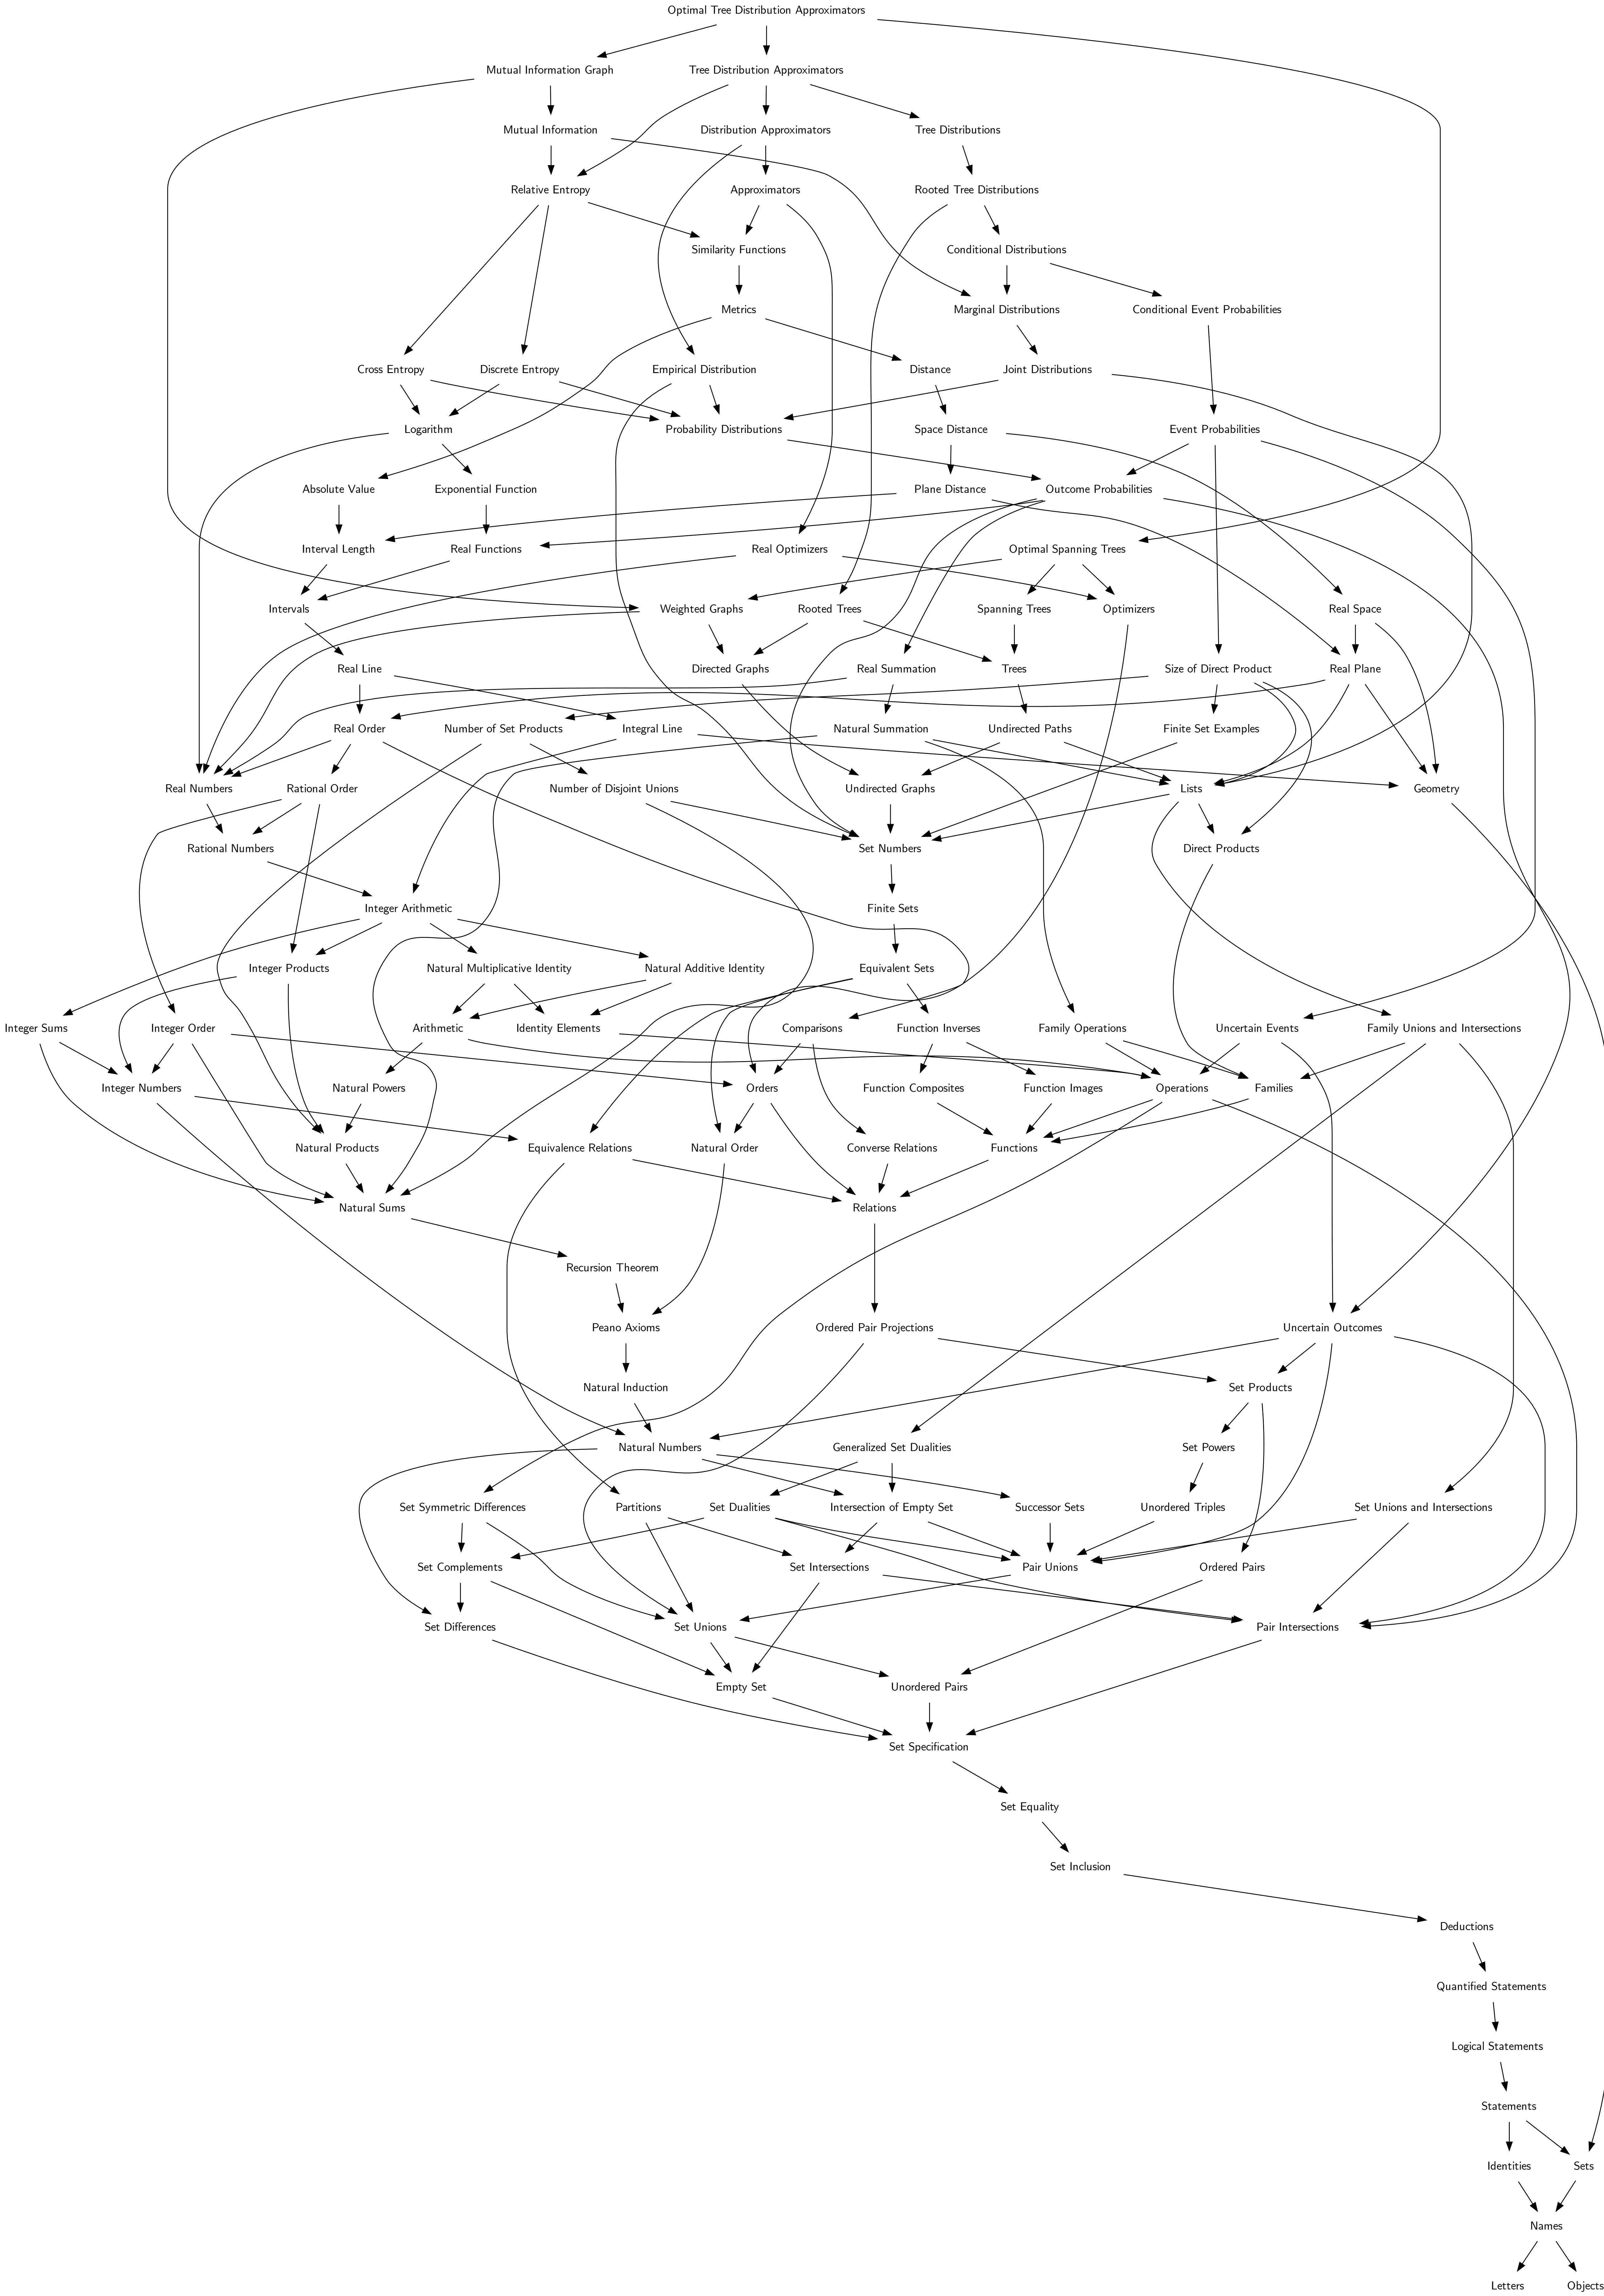 Optimal Tree Distribution Approximators
Mutual Information Graph
Tree Distribution Approximators
Mutual Information
Distribution Approximators
Tree Distributions
Relative Entropy
Approximators
Rooted Tree Distributions
Similarity Functions
Conditional Distributions
Metrics
Marginal Distributions
Conditional Event Probabilities
Cross Entropy
Discrete Entropy
Empirical Distribution
Distance
Joint Distributions
Logarithm
Probability Distributions
Space Distance
Event Probabilities
Absolute Value
Exponential Function
Plane Distance
Outcome Probabilities
Interval Length
Real Functions
Real Optimizers
Optimal Spanning Trees
Intervals
Weighted Graphs
Rooted Trees
Spanning Trees
Optimizers
Real Space
Real Line
Directed Graphs
Real Summation
Trees
Size of Direct Product
Real Plane
Real Order
Number of Set Products
Integral Line
Natural Summation
Undirected Paths
Finite Set Examples
Real Numbers
Rational Order
Number of Disjoint Unions
Undirected Graphs
Lists
Geometry
Rational Numbers
Set Numbers
Direct Products
Integer Arithmetic
Finite Sets
Integer Products
Natural Multiplicative Identity
Natural Additive Identity
Equivalent Sets
Integer Sums
Integer Order
Arithmetic
Identity Elements
Comparisons
Function Inverses
Family Operations
Uncertain Events
Family Unions and Intersections
Integer Numbers
Natural Powers
Orders
Function Composites
Function Images
Operations
Families
Natural Products
Equivalence Relations
Natural Order
Converse Relations
Functions
Natural Sums
Relations
Recursion Theorem
Peano Axioms
Ordered Pair Projections
Uncertain Outcomes
Natural Induction
Set Products
Natural Numbers
Generalized Set Dualities
Set Powers
Set Symmetric Differences
Partitions
Set Dualities
Intersection of Empty Set
Successor Sets
Unordered Triples
Set Unions and Intersections
Set Complements
Set Intersections
Pair Unions
Ordered Pairs
Set Differences
Set Unions
Pair Intersections
Empty Set
Unordered Pairs
Set Specification
Set Equality
Set Inclusion
Deductions
Quantified Statements
Logical Statements
Statements
Identities
Sets
Names
Letters
Objects